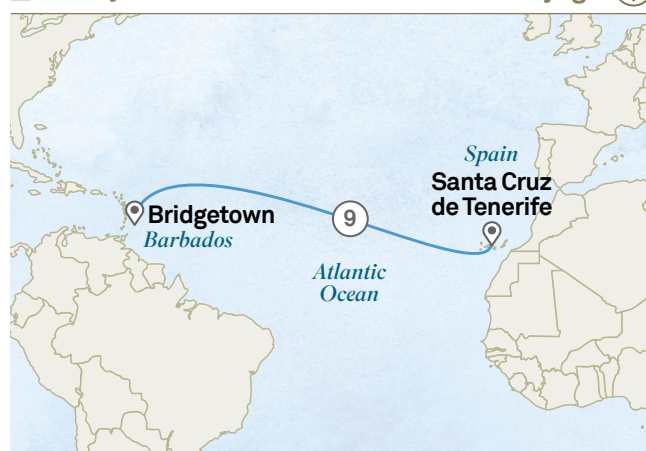 Spain
Santa Cruz
de Tenerife
Bridgetown
Barbados
9
Atlantic
Ocean